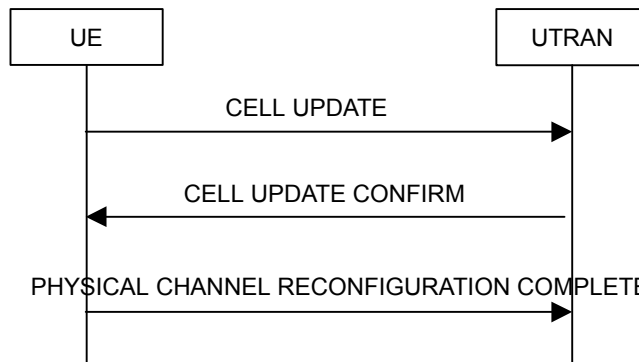 UE
UTRAN
CELL UPDATE
CELL UPDATE CONFIRM
PHYSICAL CHANNEL RECONFIGURATION COMPLETE